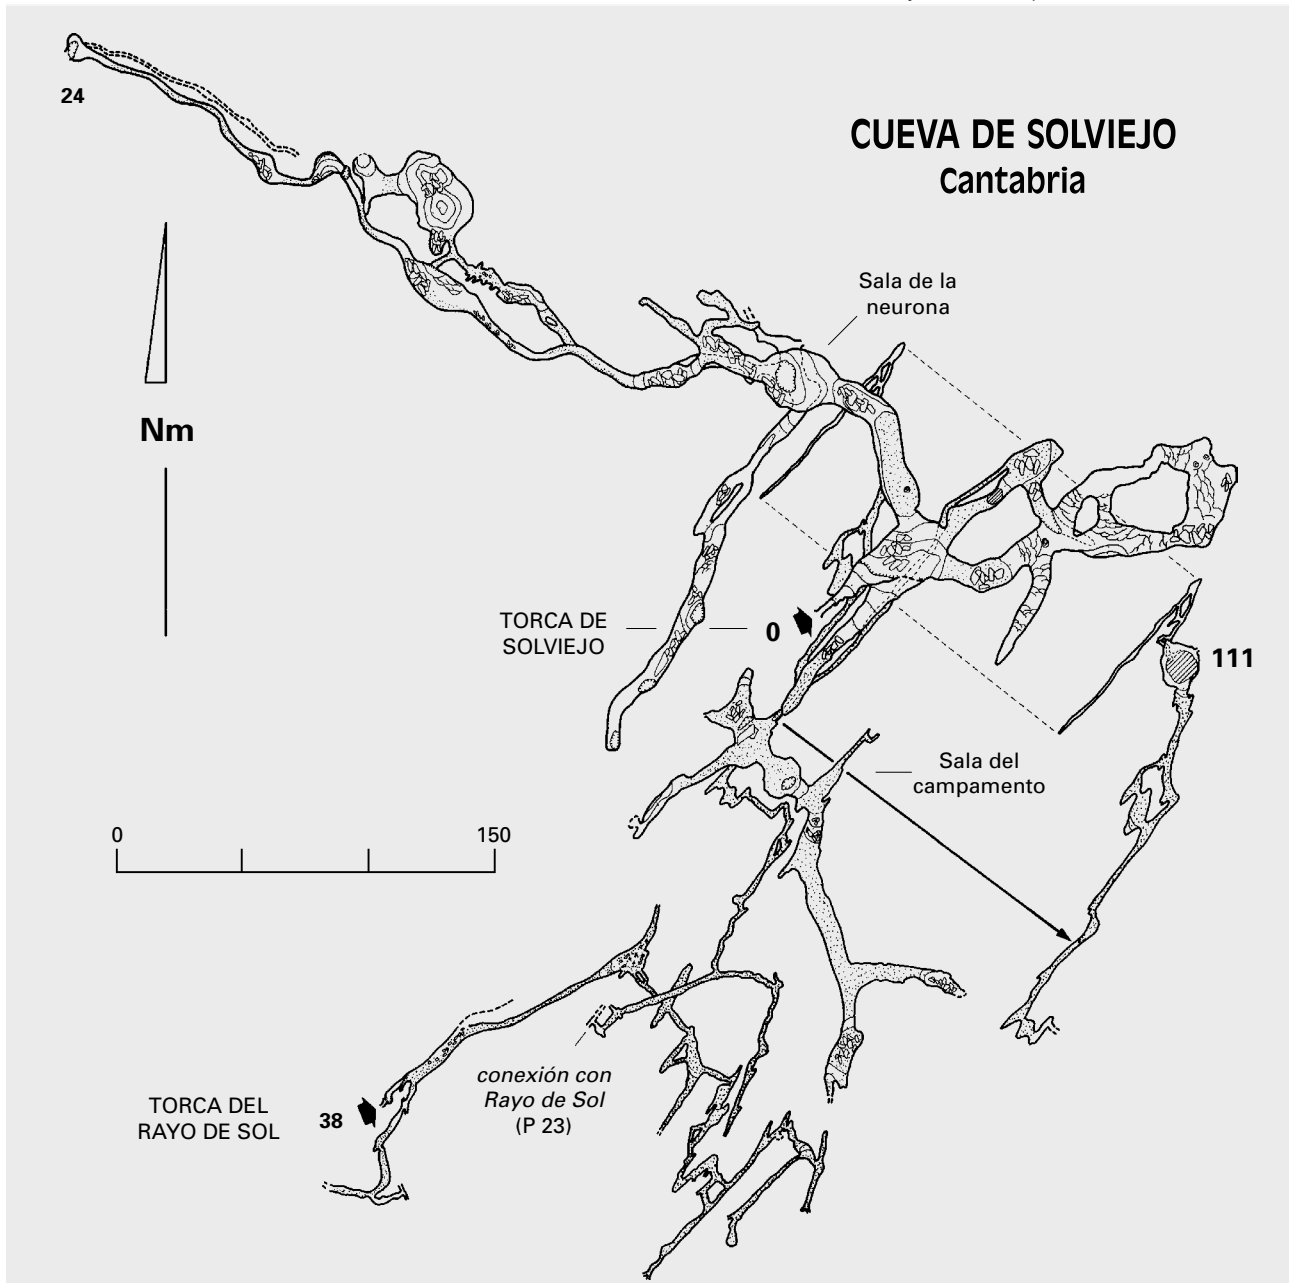 24
CUEVA DE SOLVIEJO
Cantabria
Sala de la
neurona
Nm
TORCA DE
SOLVIEJO
0
111
Sala del
campamento
0
150
conexión con
Rayo de Sol
(P 23)
TORCA DEL
RAYO DE SOL
38